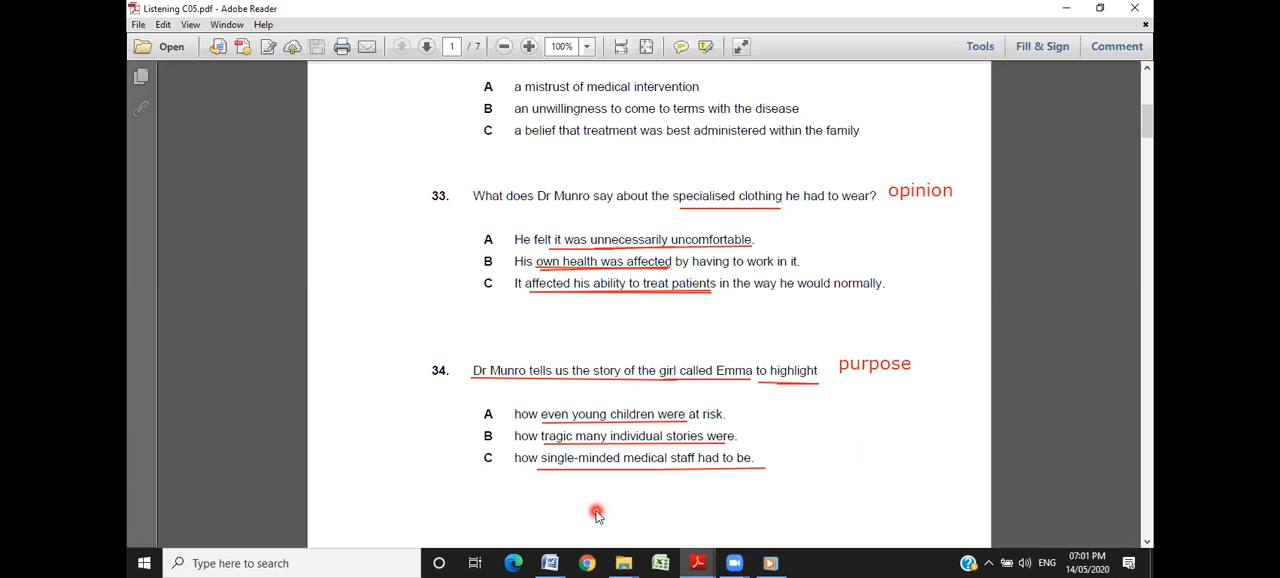 Listening C05.pdf - Adobe Reader
File Edit View Window Help
Open 1 / 7 100% Tools Fill & Sign Comment
A a mistrust of medical intervention
B an unwillingness to come to terms with the disease
C a belief that treatment was best administered within the family
33. What does Dr Munro say about the specialised clothing he had to wear? opinion
A He felt it was unnecessarily uncomfortable.
B His own health was affected by having to work in it.
C It affected his ability to treat patients in the way he would normally.
34. Dr Munro tells us the story of the girl called Emma to highlight purpose
A how even young children were at risk.
B how tragic many individual stories were.
C how single-minded medical staff had to be.
Type here to search
ENG
07:01 PM
14/05/2020